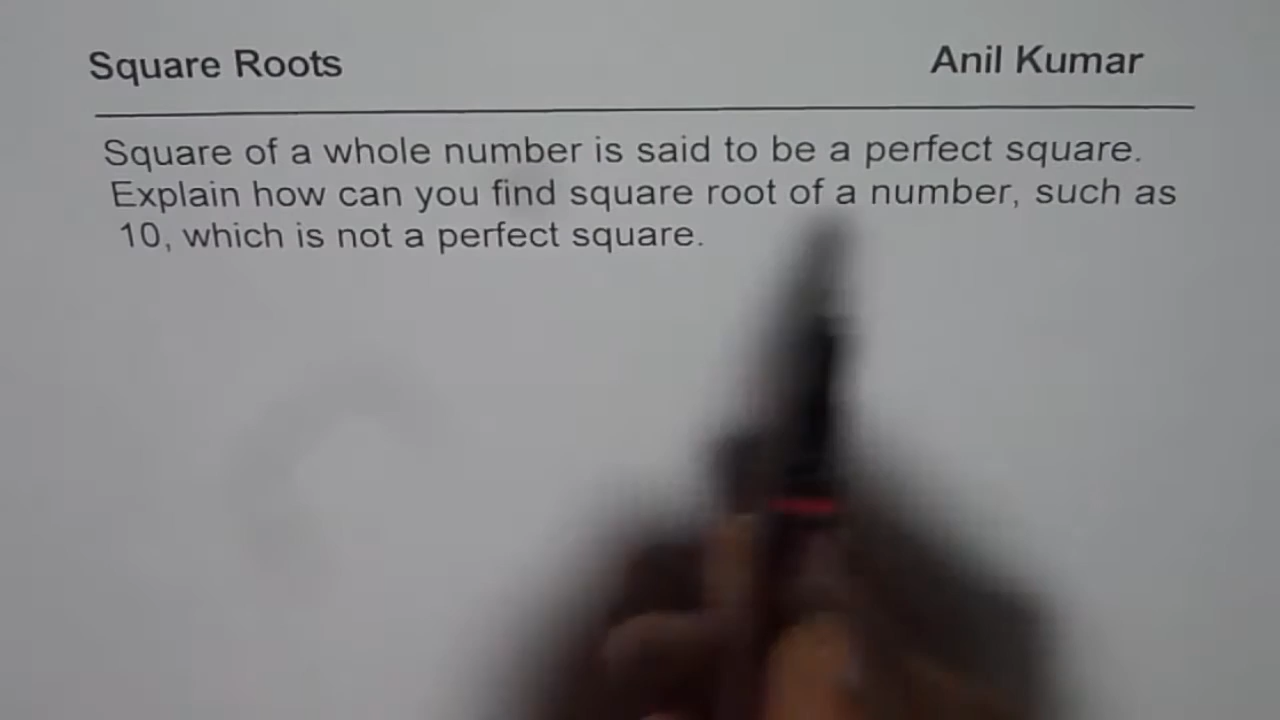 Square Roots
Anil Kumar
Square of a whole number is said to be a perfect square.
Explain how can you find square root of a number, such as
10, which is not a perfect square.